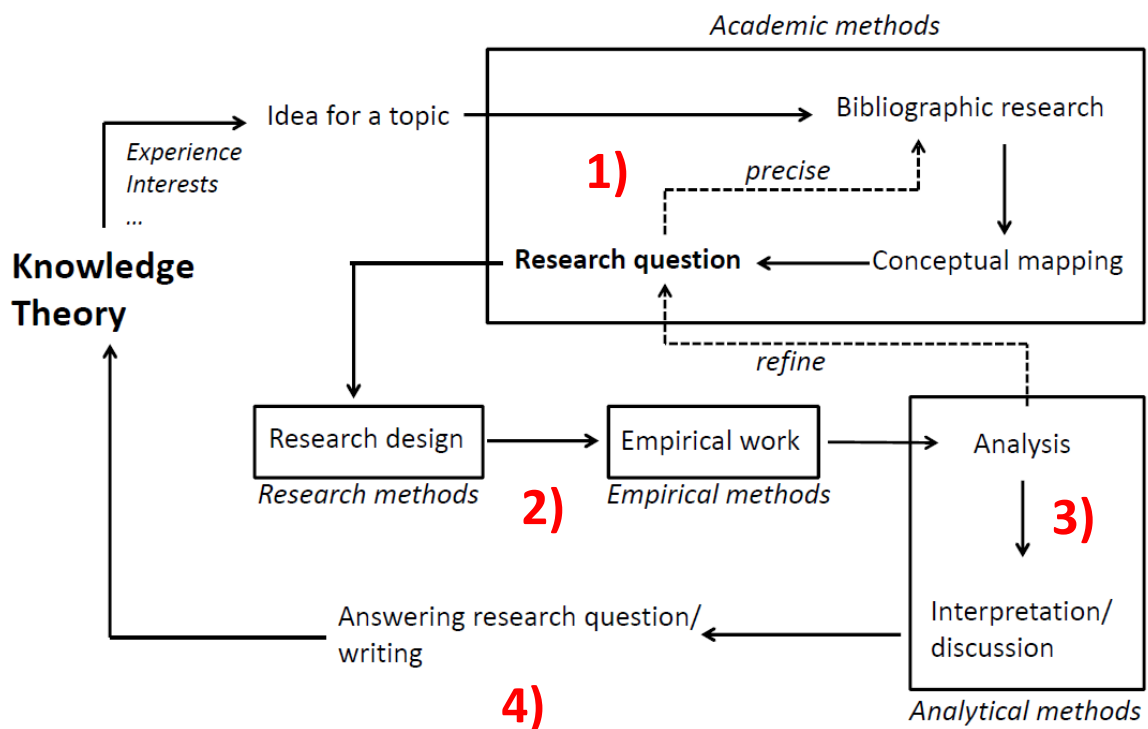 Academic methods
Idea for a topic
Bibliographic research
Experience
Interests
...
1)
precise
Knowledge
Theory
Research question
Conceptual mapping
refine
Research design
Empirical work
Analysis
Research methods
Empirical methods
2)
3)
Answering research question/
writing
Interpretation/
discussion
4)
Analytical methods